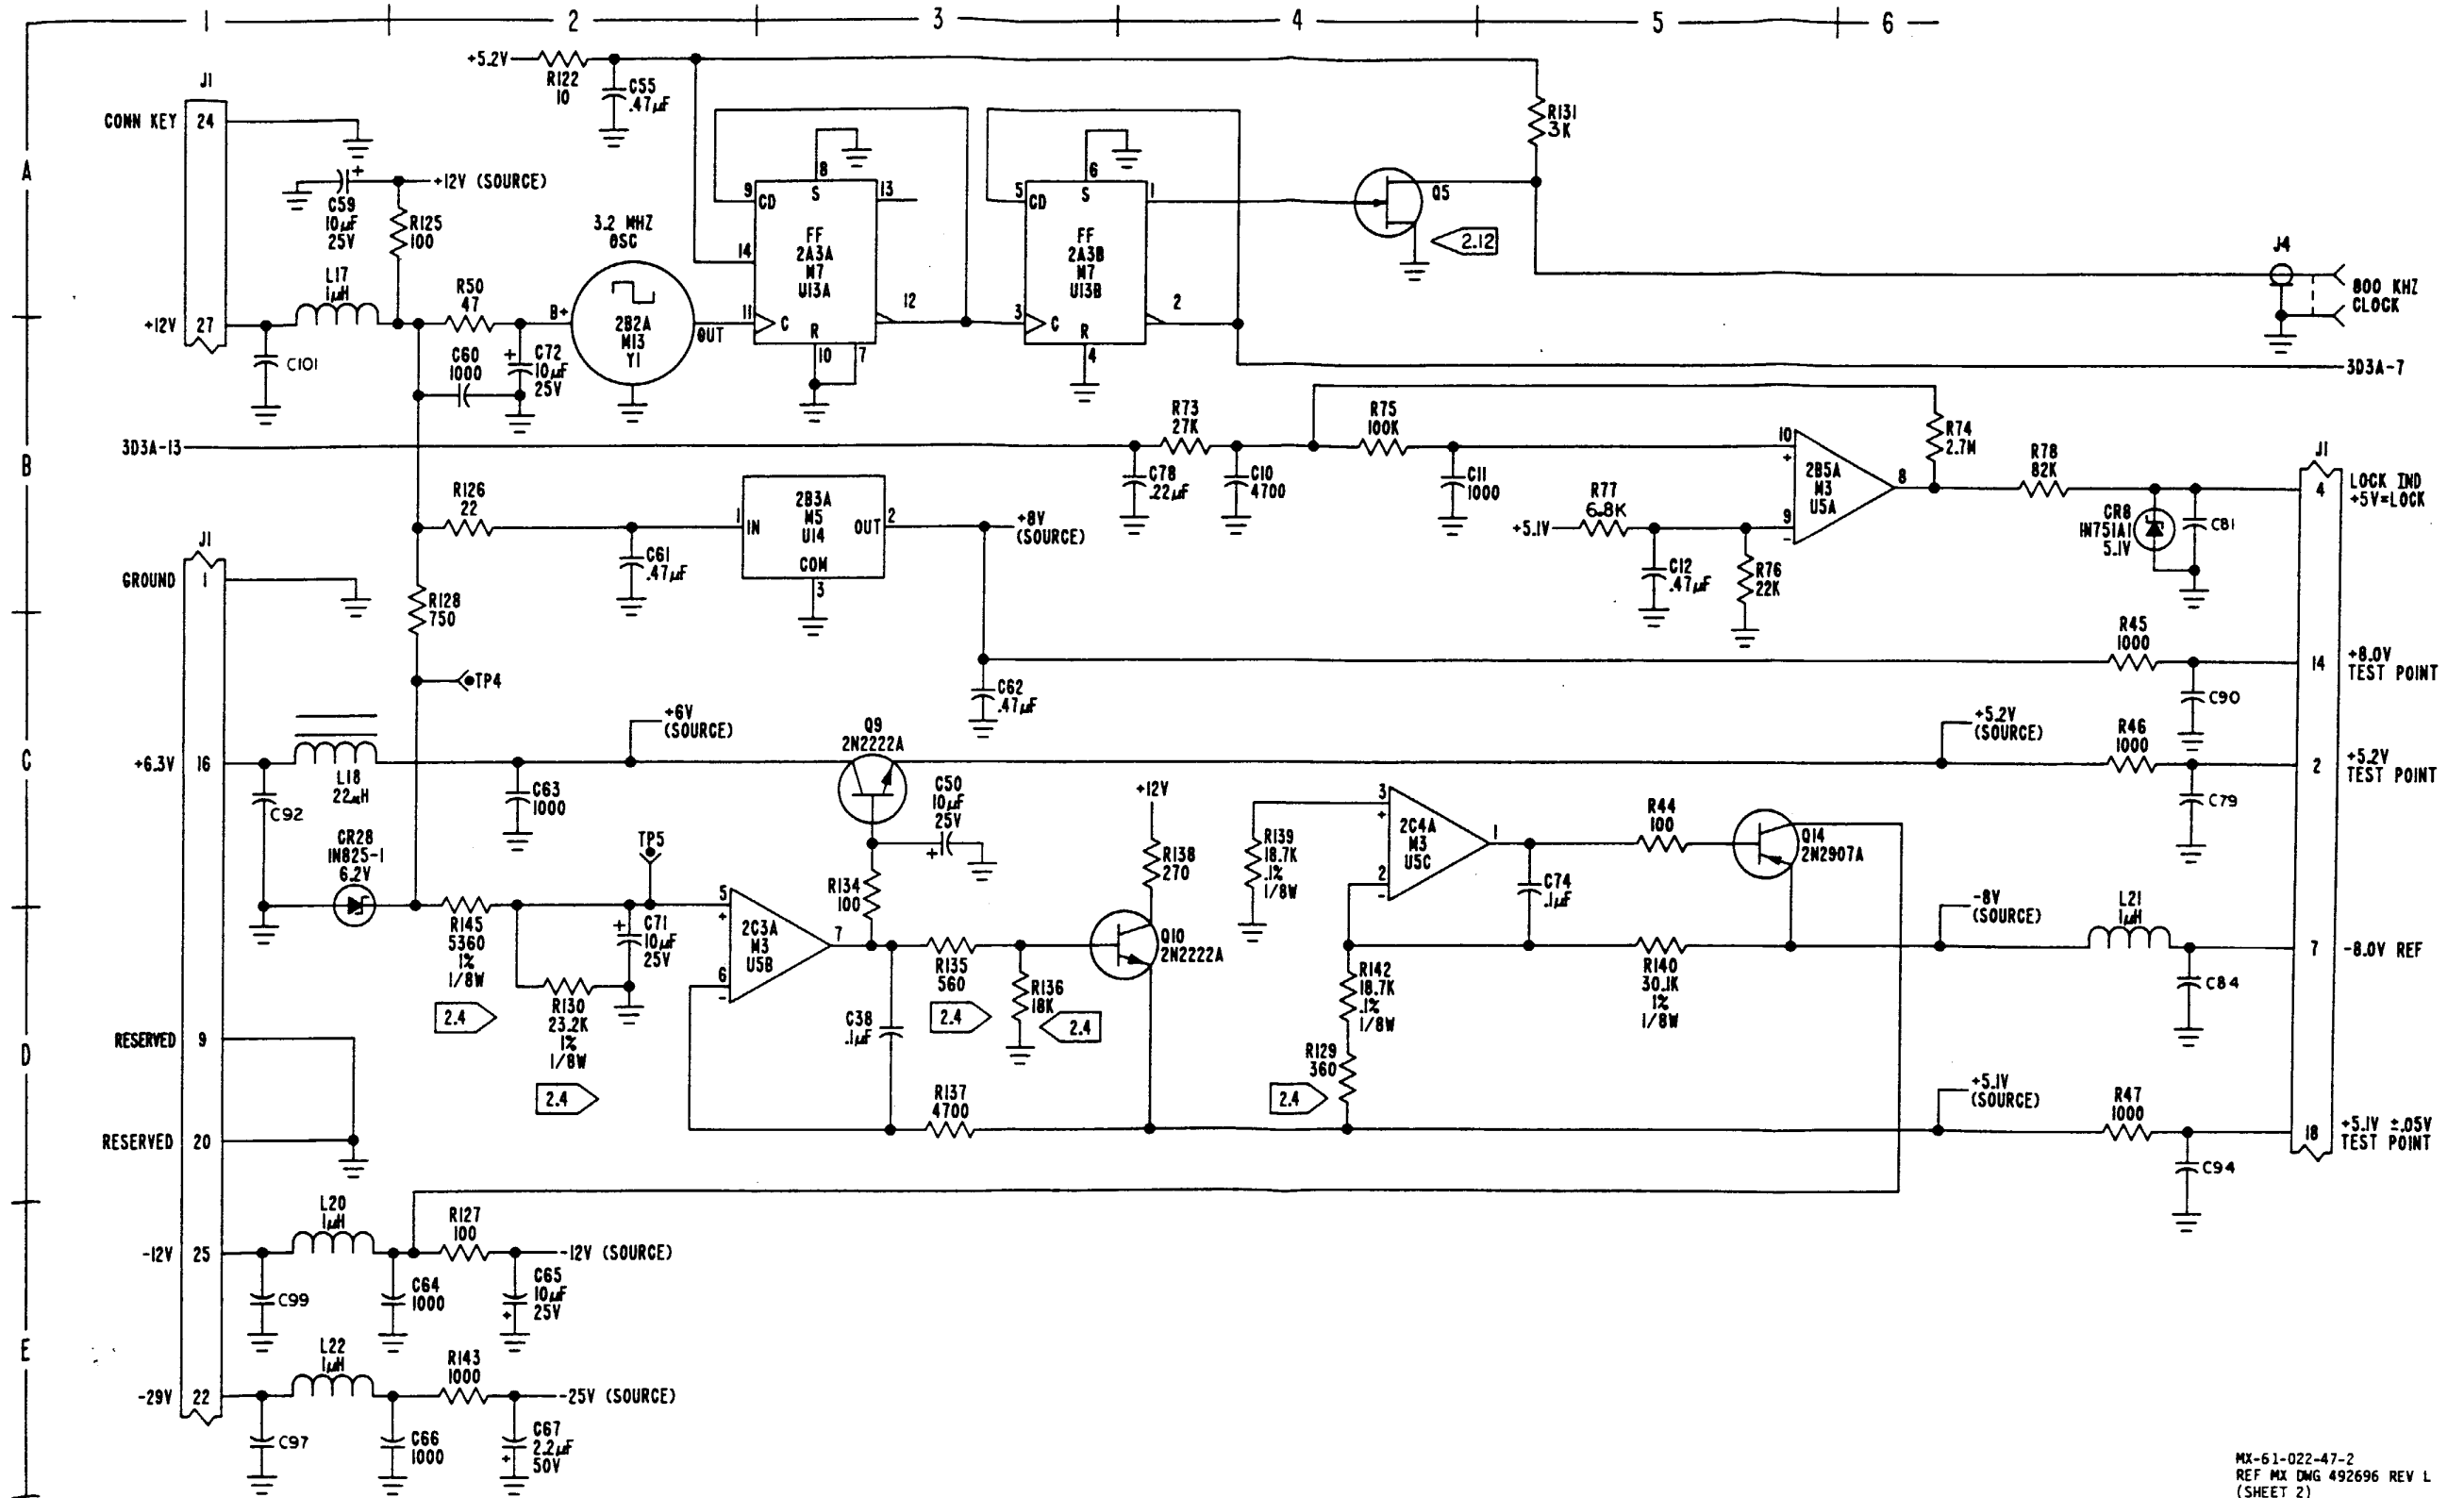 1 2 3 4 5 6
A
B
C
D
E
J1
CONN KEY 24
+12V 27
C101
C59
10µF
25V
+
+12V (SOURCE)
R125
100
L17
1µH
R50
47
C60
1000
+
C72
10µF
25V
+5.2V
R122
10
C55
.47µF
3.2 MHZ
OSC
B+
2B2A
M13
Y1
OUT
8
S
9
CD
13
14
FF
2A3A
M7
U13A
12
11
C
R
10
7
6
S
5
CD
1
FF
2A3B
M7
U13B
2
3
C
R
4
Q5
2.12
R131
3K
J4
800 KHZ
CLOCK
3D3A-7
3D3A-13
R73
27K
C78
.22µF
C10
4700
R75
100K
C11
1000
R77
6.8K
+5.1V
C12
.47µF
R76
22K
10
+
9
-
2B5A
M3
U5A
8
R74
2.7M
R78
82K
CR8
1N751A1
5.1V
C81
J1
4
LOCK IND
+5V=LOCK
R126
22
C61
.47µF
1
IN
2B3A
M5
U14
OUT
2
COM
3
+8V
(SOURCE)
C62
.47µF
R45
1000
C90
14
+8.0V
TEST POINT
J1
GROUND 1
R128
750
TP4
+6.3V 16
C92
L18
22µH
C63
1000
+6V
(SOURCE)
Q9
2N2222A
C50
10µF
25V
+
+5.2V
(SOURCE)
R46
1000
C79
2
+5.2V
TEST POINT
CR28
1N825-1
6.2V
R145
5360
1%
1/8W
2.4
TP5
+
C71
10µF
25V
R130
23.2K
1%
1/8W
2.4
5
+
6
-
2C3A
M3
U5B
7
R134
100
C38
.1µF
R135
560
2.4
R136
18K
2.4
+12V
R138
270
Q10
2N2222A
R137
4700
R139
18.7K
.1%
1/8W
3
+
2
-
2C4A
M3
U5C
1
C74
.1µF
R44
100
Q14
2N2907A
R142
18.7K
.1%
1/8W
R129
360
2.4
R140
30.1K
1%
1/8W
-8V
(SOURCE)
L21
1µH
C84
7
-8.0V REF
+5.1V
(SOURCE)
R47
1000
C94
18
+5.1V ±.05V
TEST POINT
RESERVED 9
RESERVED 20
-12V 25
L20
1µH
C99
C64
1000
R127
100
-12V (SOURCE)
C65
10µF
25V
+
-29V 22
L22
1µH
C97
C66
1000
R143
1000
-25V (SOURCE)
C67
2.2µF
50V
+
MX-61-022-47-2
REF MX DWG 492696 REV L
(SHEET 2)